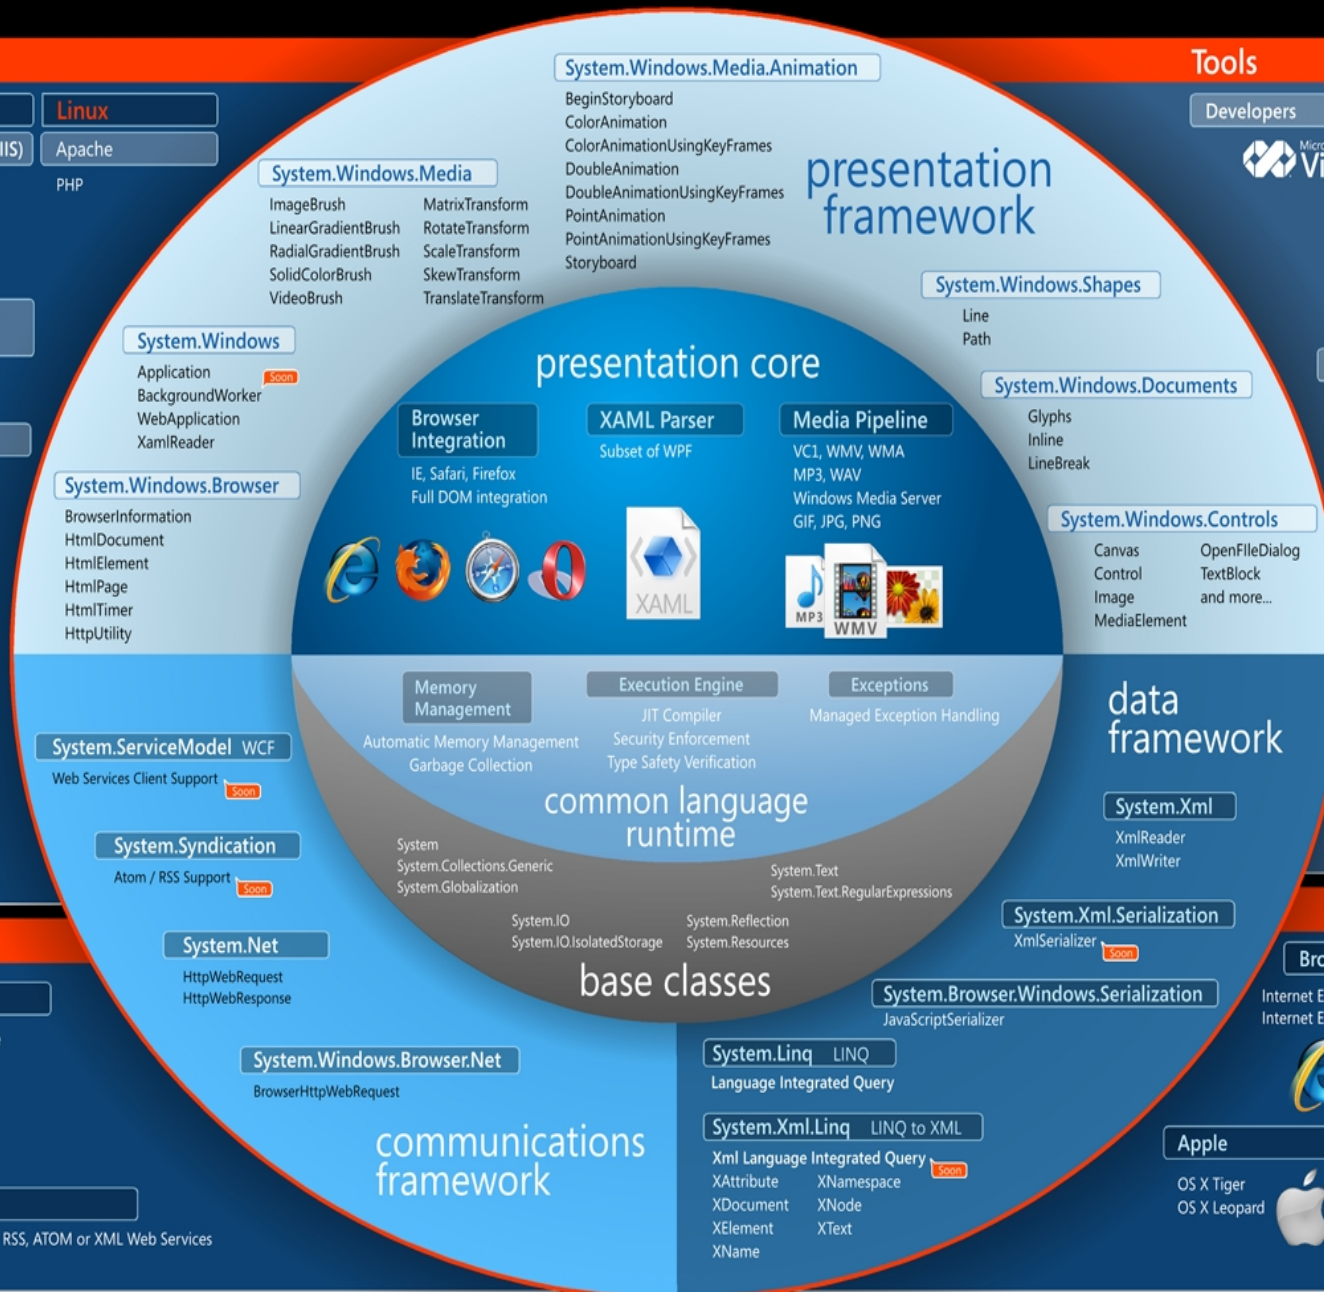 Tools
Linux
IIS)
Apache
PHP
Developers
System.Windows.Media.Animation
BeginStoryboard
ColorAnimation
ColorAnimationUsingKeyFrames
DoubleAnimation
DoubleAnimationUsingKeyFrames
PointAnimation
PointAnimationUsingKeyFrames
Storyboard
presentation
framework
System.Windows.Media
ImageBrush
LinearGradientBrush
RadialGradientBrush
SolidColorBrush
VideoBrush
MatrixTransform
RotateTransform
ScaleTransform
SkewTransform
TranslateTransform
System.Windows.Shapes
Line
Path
System.Windows
Application
BackgroundWorker
Soon
WebApplication
XamlReader
System.Windows.Documents
Glyphs
Inline
LineBreak
System.Windows.Browser
BrowserInformation
HtmlDocument
HtmlElement
HtmlPage
HtmlTimer
HttpUtility
System.Windows.Controls
Canvas
Control
Image
MediaElement
OpenFIleDialog
TextBlock
and more...
presentation core
Browser
Integration
IE, Safari, Firefox
Full DOM integration
XAML Parser
Subset of WPF
XAML
Media Pipeline
VC1, WMV, WMA
MP3, WAV
Windows Media Server
GIF, JPG, PNG
MP3
WMV
Memory
Management
Automatic Memory Management
Garbage Collection
Execution Engine
JIT Compiler
Security Enforcement
Type Safety Verification
Exceptions
Managed Exception Handling
common language
runtime
System
System.Collections.Generic
System.Globalization
System.Text
System.Text.RegularExpressions
System.IO
System.IO.IsolatedStorage
System.Reflection
System.Resources
base classes
System.ServiceModel WCF
Web Services Client Support
Soon
System.Syndication
Atom / RSS Support
Soon
System.Net
HttpWebRequest
HttpWebResponse
System.Windows.Browser.Net
BrowserHttpWebRequest
communications
framework
data
framework
System.Xml
XmlReader
XmlWriter
System.Xml.Serialization
XmlSerializer
Soon
System.Browser.Windows.Serialization
JavaScriptSerializer
System.Linq LINQ
Language Integrated Query
System.Xml.Linq LINQ to XML
Xml Language Integrated Query
Soon
XAttribute
XDocument
XElement
XName
XNamespace
XNode
XText
Internet E
Internet E
Apple
OS X Tiger
OS X Leopard
RSS, ATOM or XML Web Services